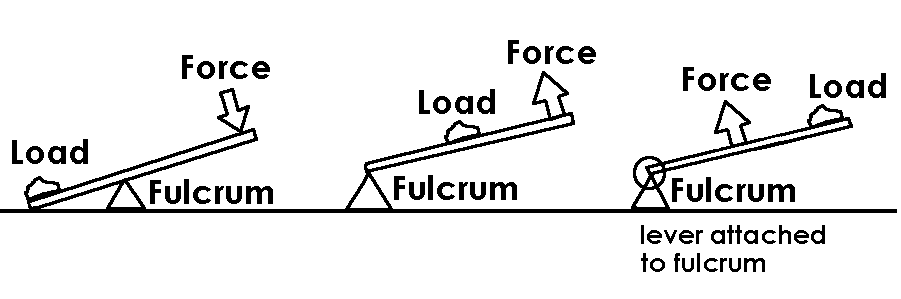 Load
Force
Fulcrum
Load
Force
Fulcrum
Force
Load
Fulcrum
lever attached
to fulcrum